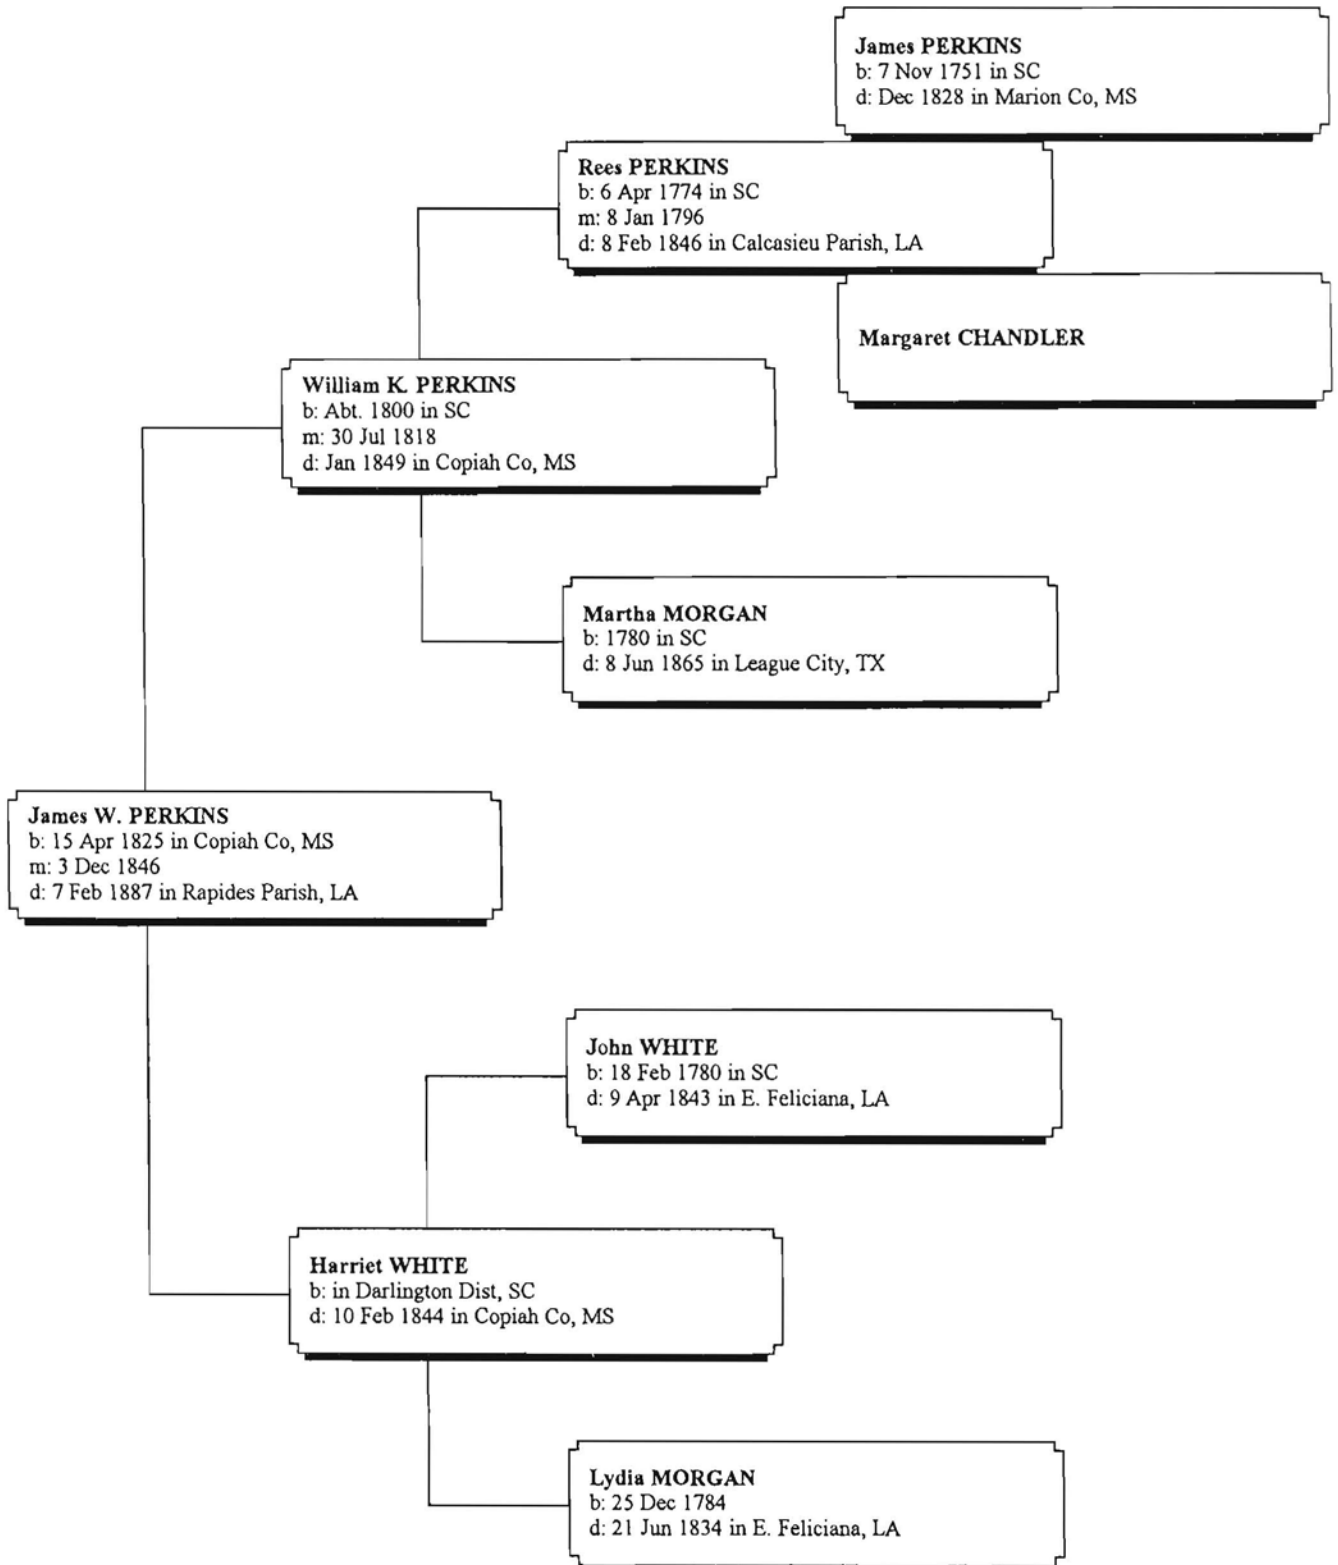 James PERKINS
b: 7 Nov 1751 in SC
d: Dec 1828 in Marion Co, MS
Rees PERKINS
b: 6 Apr 1774 in SC
m: 8 Jan 1796
d: 8 Feb 1846 in Calcasieu Parish, LA
Margaret CHANDLER
William K. PERKINS
b: Abt. 1800 in SC
m: 30 Jul 1818
d: Jan 1849 in Copiah Co, MS
Martha MORGAN
b: 1780 in SC
d: 8 Jun 1865 in League City, TX
James W. PERKINS
b: 15 Apr 1825 in Copiah Co, MS
m: 3 Dec 1846
d: 7 Feb 1887 in Rapides Parish, LA
John WHITE
b: 18 Feb 1780 in SC
d: 9 Apr 1843 in E. Feliciana, LA
Harriet WHITE
b: in Darlington Dist, SC
d: 10 Feb 1844 in Copiah Co, MS
Lydia MORGAN
b: 25 Dec 1784
d: 21 Jun 1834 in E. Feliciana, LA